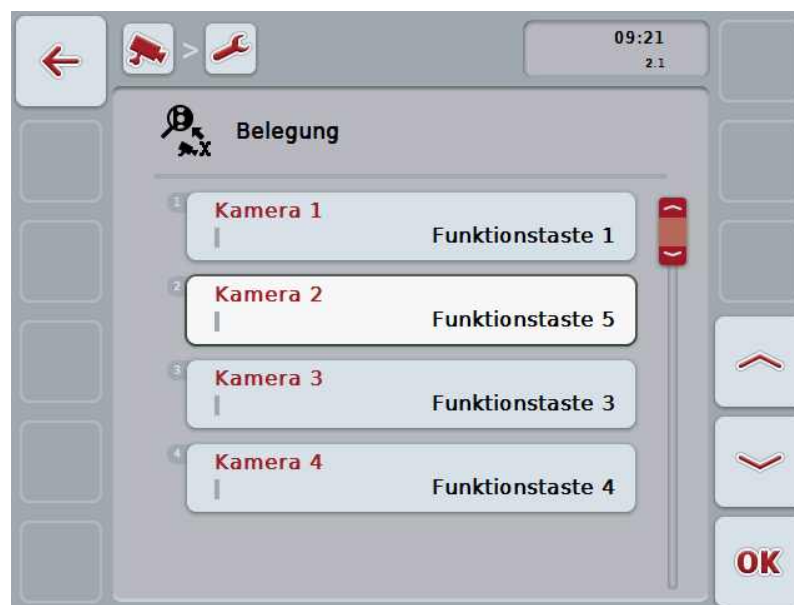 09:21
2.1
Belegung
1
Kamera 1
Funktionstaste 1
2
Kamera 2
Funktionstaste 5
3
Kamera 3
Funktionstaste 3
4
Kamera 4
Funktionstaste 4
OK